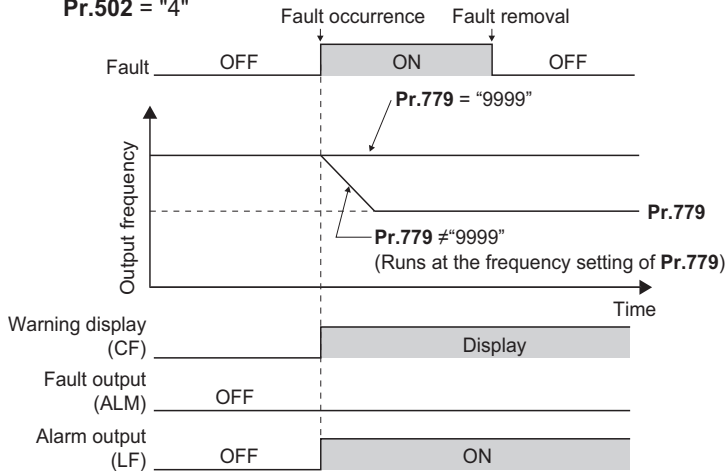 Pr.502 = "4"
Fault occurrence
Fault removal
Fault
OFF
ON
OFF
Pr.779 = “9999”
Output frequency
Pr.779
Pr.779 ≠“9999”
(Runs at the frequency setting of Pr.779)
Time
Warning display
(CF)
Display
Fault output
(ALM)
OFF
Alarm output
(LF)
OFF
ON